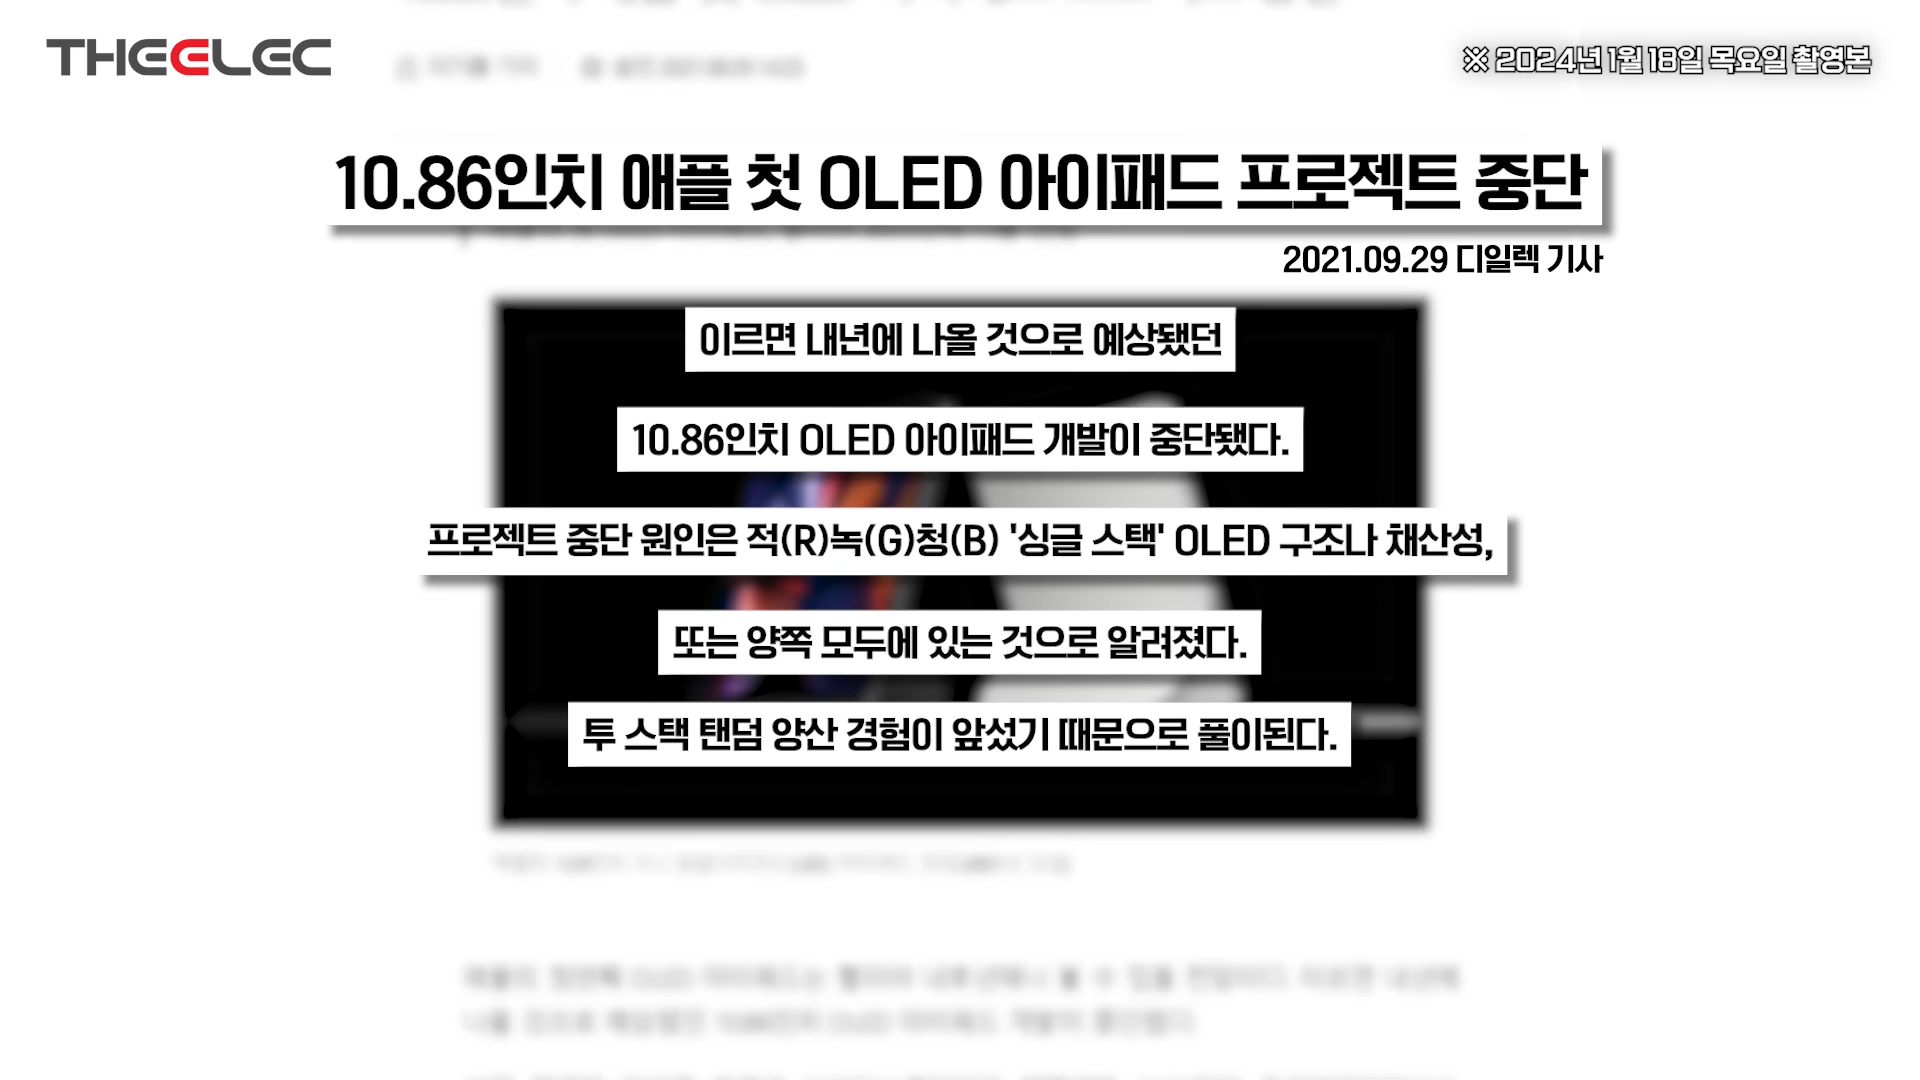 THEELEC
※ 2024년 1월 18일 목요일 촬영본
10.86인치 애플 첫 OLED 아이패드 프로젝트 중단
2021.09.29 디일렉 기사
이르면 내년에 나올 것으로 예상됐던
10.86인치 OLED 아이패드 개발이 중단됐다.
프로젝트 중단 원인은 적(R)녹(G)청(B) '싱글 스택' OLED 구조나 채산성,
또는 양쪽 모두에 있는 것으로 알려졌다.
투 스택 탠덤 양산 경험이 앞섰기 때문으로 풀이된다.